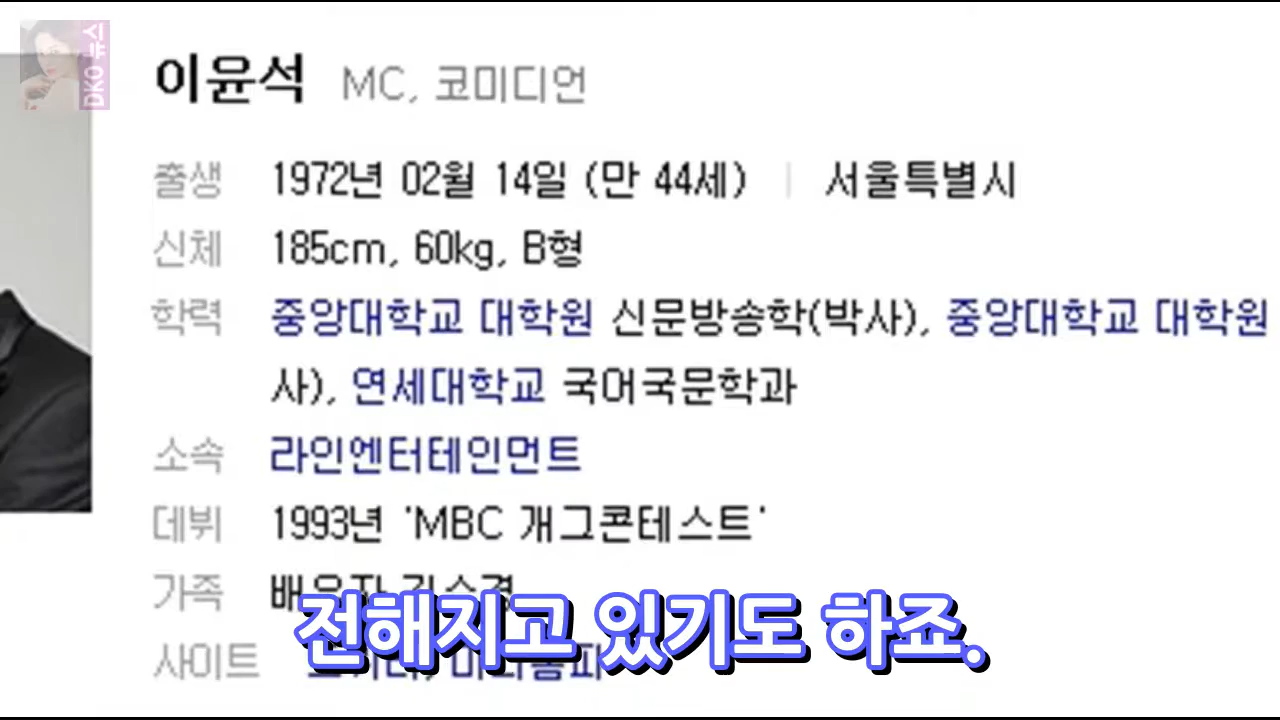 DKO 뉴스
이윤석 MC, 코미디언
출생 1972년 02월 14일 (만 44세) | 서울특별시
신체 185cm, 60kg, B형
학력 중앙대학교 대학원 신문방송학(박사), 중앙대학교 대학원
사), 연세대학교 국어국문학과
소속 라인엔터테인먼트
데뷔 1993년 'MBC 개그콘테스트'
가족 배우자
전해지고 있기도 하죠.
사이트